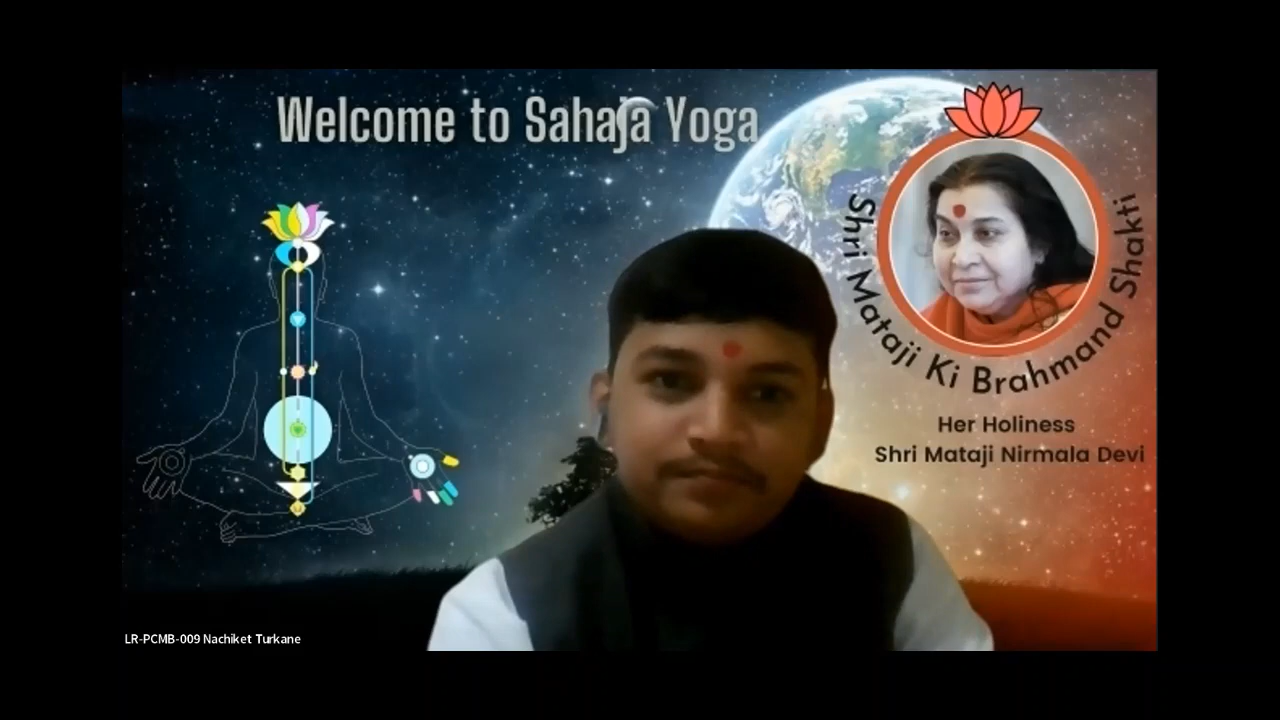 Welcome to Sahaja Yoga
Shri Mataji Ki Brahmand Shakti
Her Holiness
Shri Mataji Nirmala Devi
LR-PCMB-009 Nachiket Turkane